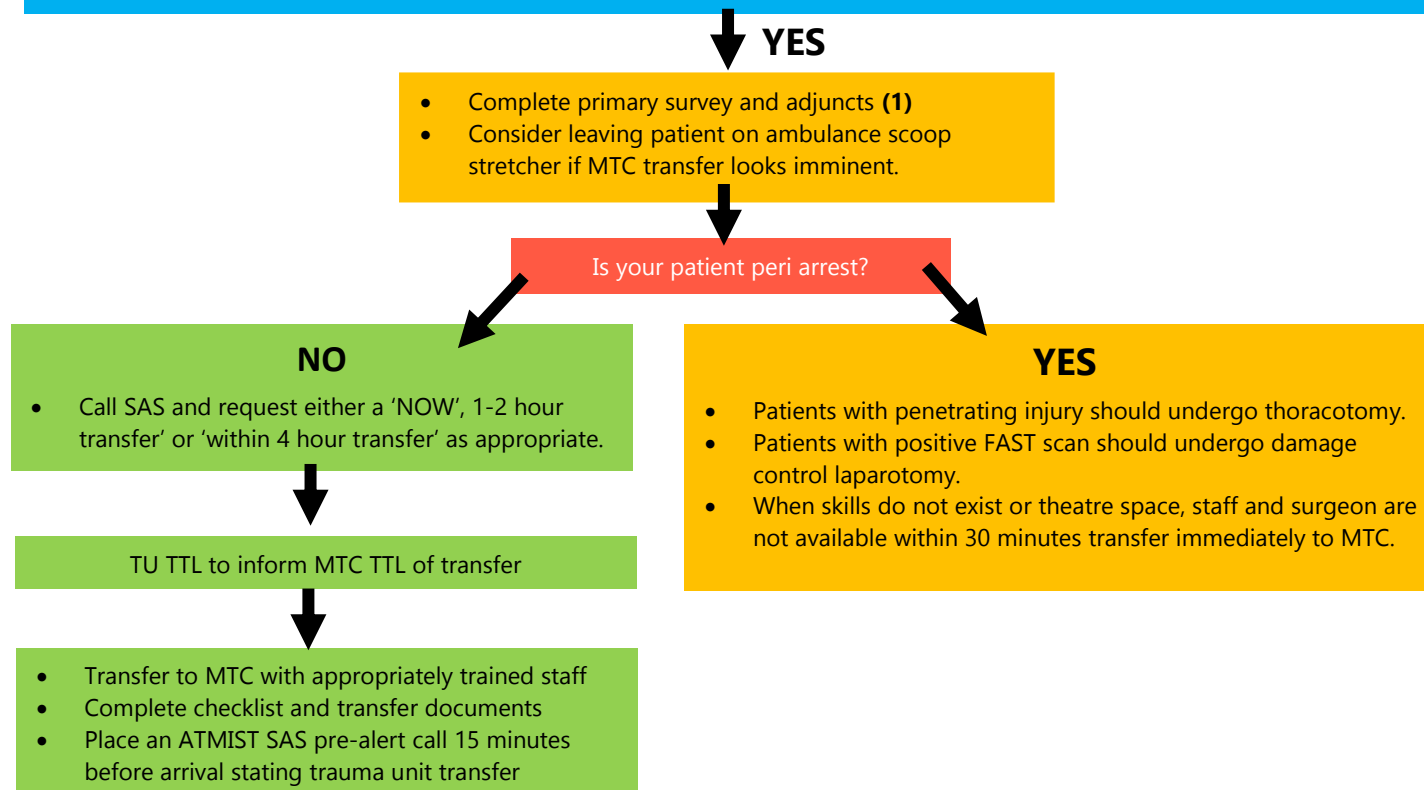 YES
• Complete primary survey and adjuncts (1)
• Consider leaving patient on ambulance scoop
stretcher if MTC transfer looks imminent.
Is your patient peri arrest?
NO
• Call SAS and request either a ‘NOW’, 1-2 hour
transfer’ or ‘within 4 hour transfer’ as appropriate.
TU TTL to inform MTC TTL of transfer
• Transfer to MTC with appropriately trained staff
• Complete checklist and transfer documents
• Place an ATMIST SAS pre-alert call 15 minutes
before arrival stating trauma unit transfer
YES
• Patients with penetrating injury should undergo thoracotomy.
• Patients with positive FAST scan should undergo damage
control laparotomy.
• When skills do not exist or theatre space, staff and surgeon are
not available within 30 minutes transfer immediately to MTC.